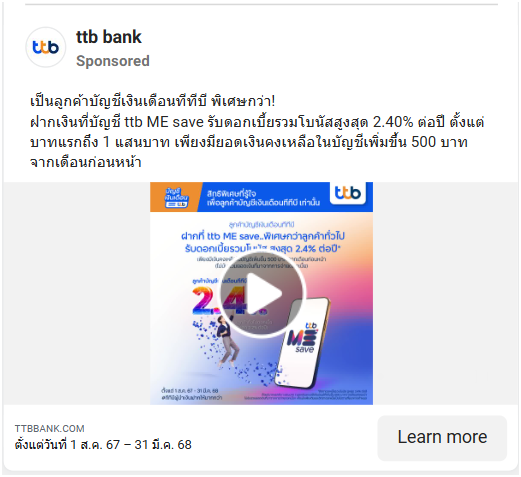 ttb bank
Sponsored
เป็นลูกค้าบัญชีเงินเดือนทีทีบี พิเศษกว่า!
ฝากเงินที่บัญชี ttb ME save รับดอกเบี้ยรวมโบนัสสูงสุด 2.40% ต่อปี ตั้งแต่
บาทแรกถึง 1 แสนบาท เพียงมียอดเงินคงเหลือในบัญชีเพิ่มขึ้น 500 บาท
จากเดือนก่อนหน้า
บัญชี
เงินเดือน
ttb
สิทธิพิเศษที่รู้ใจ
เพื่อลูกค้าบัญชีเงินเดือนทีทีบี เท่านั้น
ttb
ลูกค้าบัญชีเงินเดือนทีทีบี
ฝากที่ ttb ME save..พิเศษกว่าลูกค้าทั่วไป
รับดอกเบี้ยรวมโบนัส สูงสุด 2.4% ต่อปี*
2.4
ttb
ME
save
ตั้งแต่ 1 ส.ค. 67 - 31 มี.ค. 68
TTBBANK.COM
ตั้งแต่วันที่ 1 ส.ค. 67 – 31 มี.ค. 68
Learn more